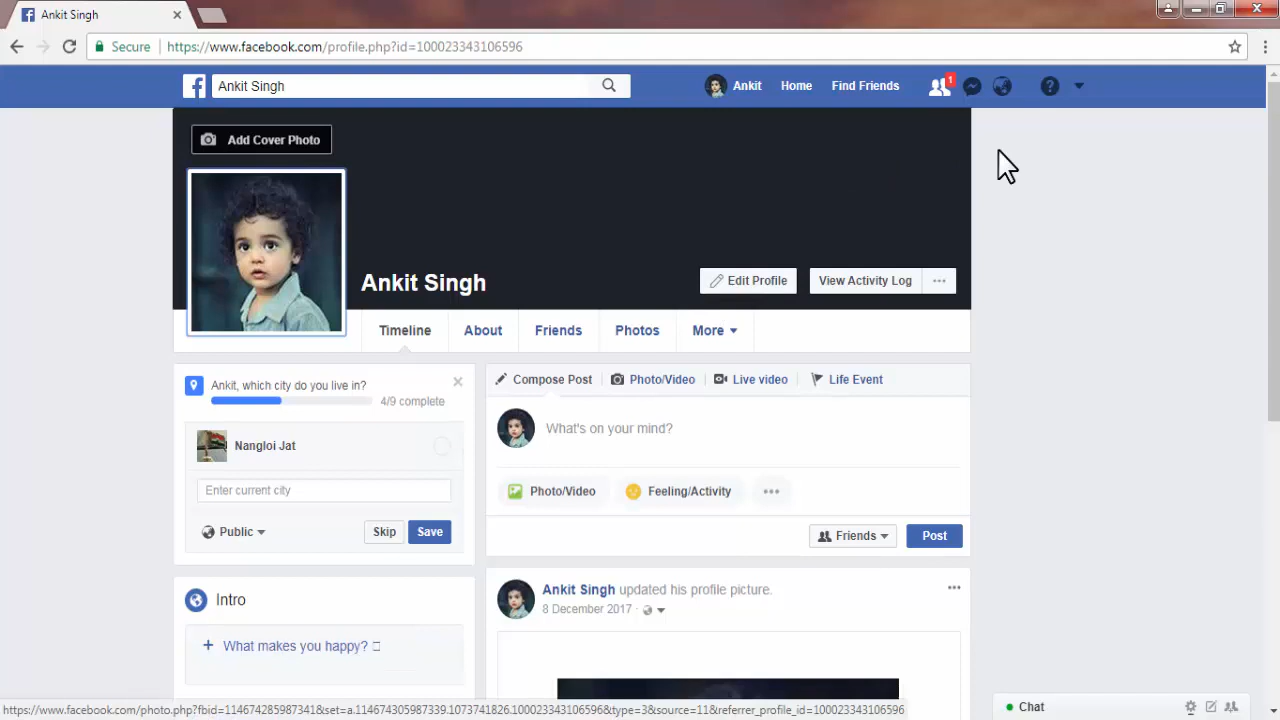 Ankit Singh
Secure https://www.facebook.com/profile.php?id=100023343106596
Ankit Singh
Ankit Home Find Friends 1
Add Cover Photo
Ankit Singh
Edit Profile View Activity Log
Timeline About Friends Photos More
Ankit, which city do you live in?
4/9 complete
Nangloi Jat
Enter current city
Public Skip Save
Compose Post Photo/Video Live video Life Event
What's on your mind?
Photo/Video Feeling/Activity
Friends Post
Intro
What makes you happy?
Ankit Singh updated his profile picture.
8 December 2017
https://www.facebook.com/photo.php?fbid=114674285987341&set=a.114674305987339.1073741826.100023343106596&type=3&source=11&referrer_profile_id=100023343106596
Chat